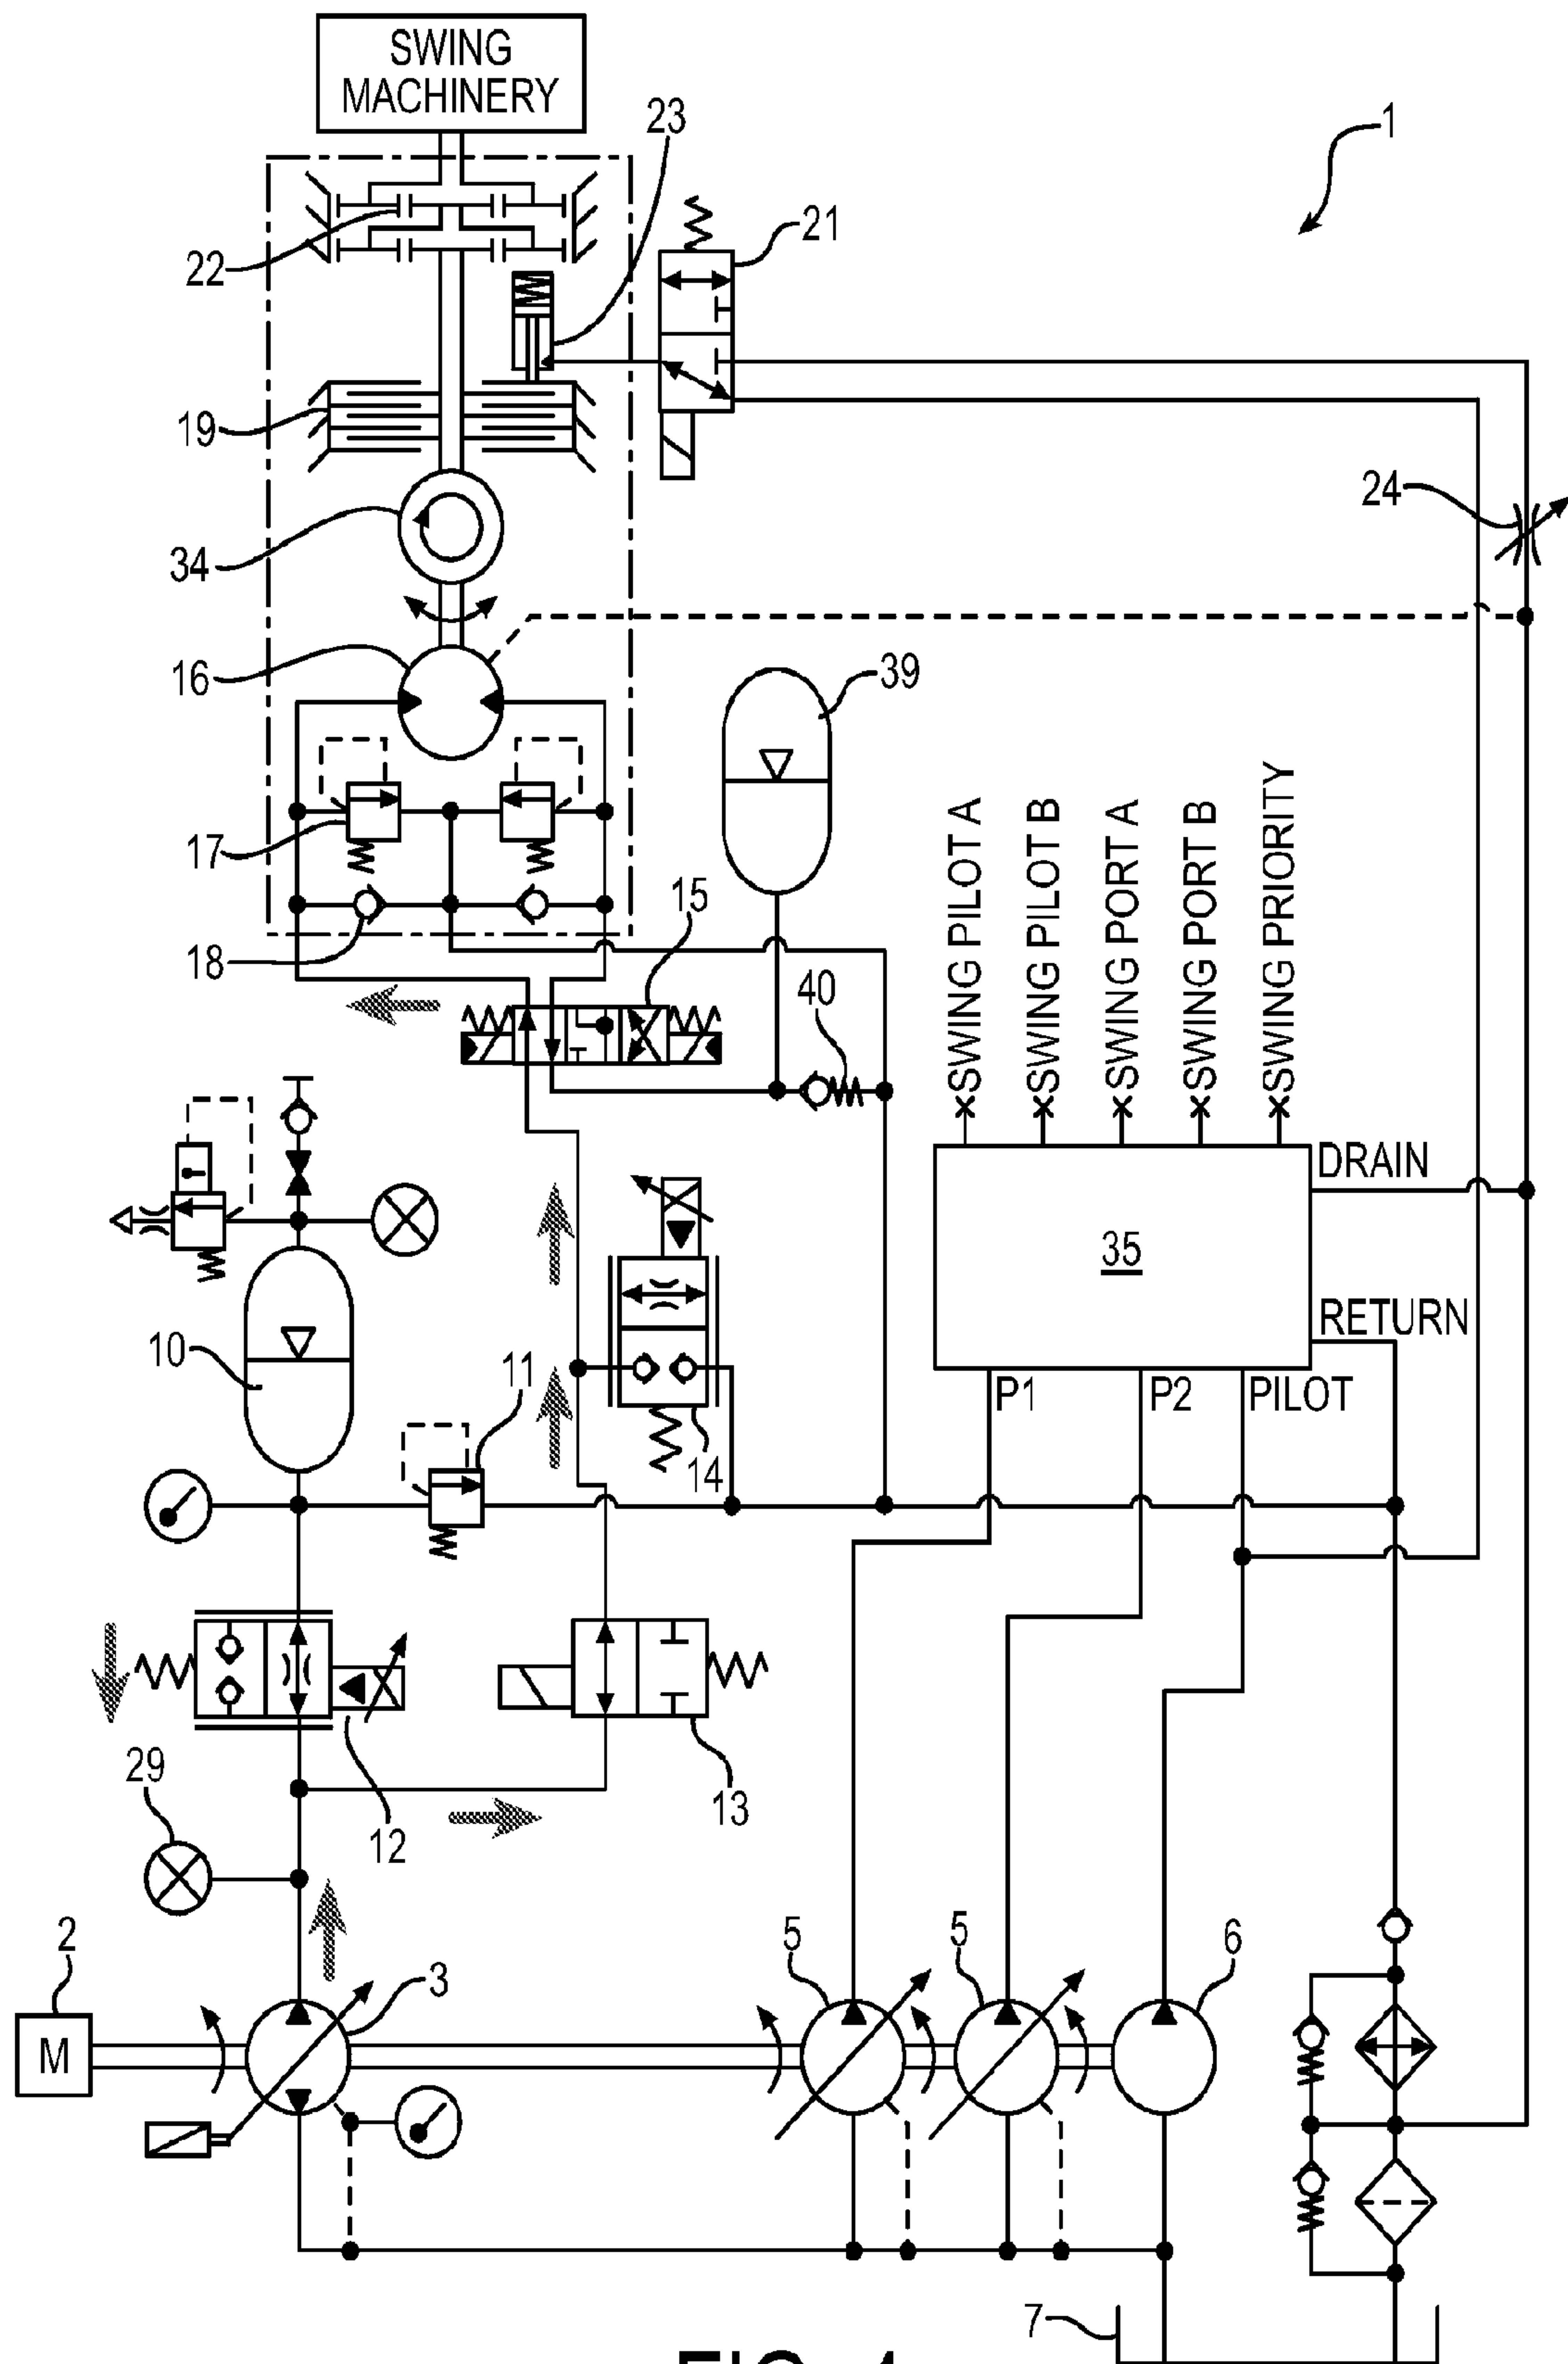 SWING
MACHINERY
23
1
21
22
19
24
34
16
39
17
15
18
40
SWING PILOT A
SWING PILOT B
SWING PORT A
SWING PORT B
SWING PRIORITY
DRAIN
35
RETURN
10
11
14
P1
P2
PILOT
29
12
13
2
3
5
5
6
M
7